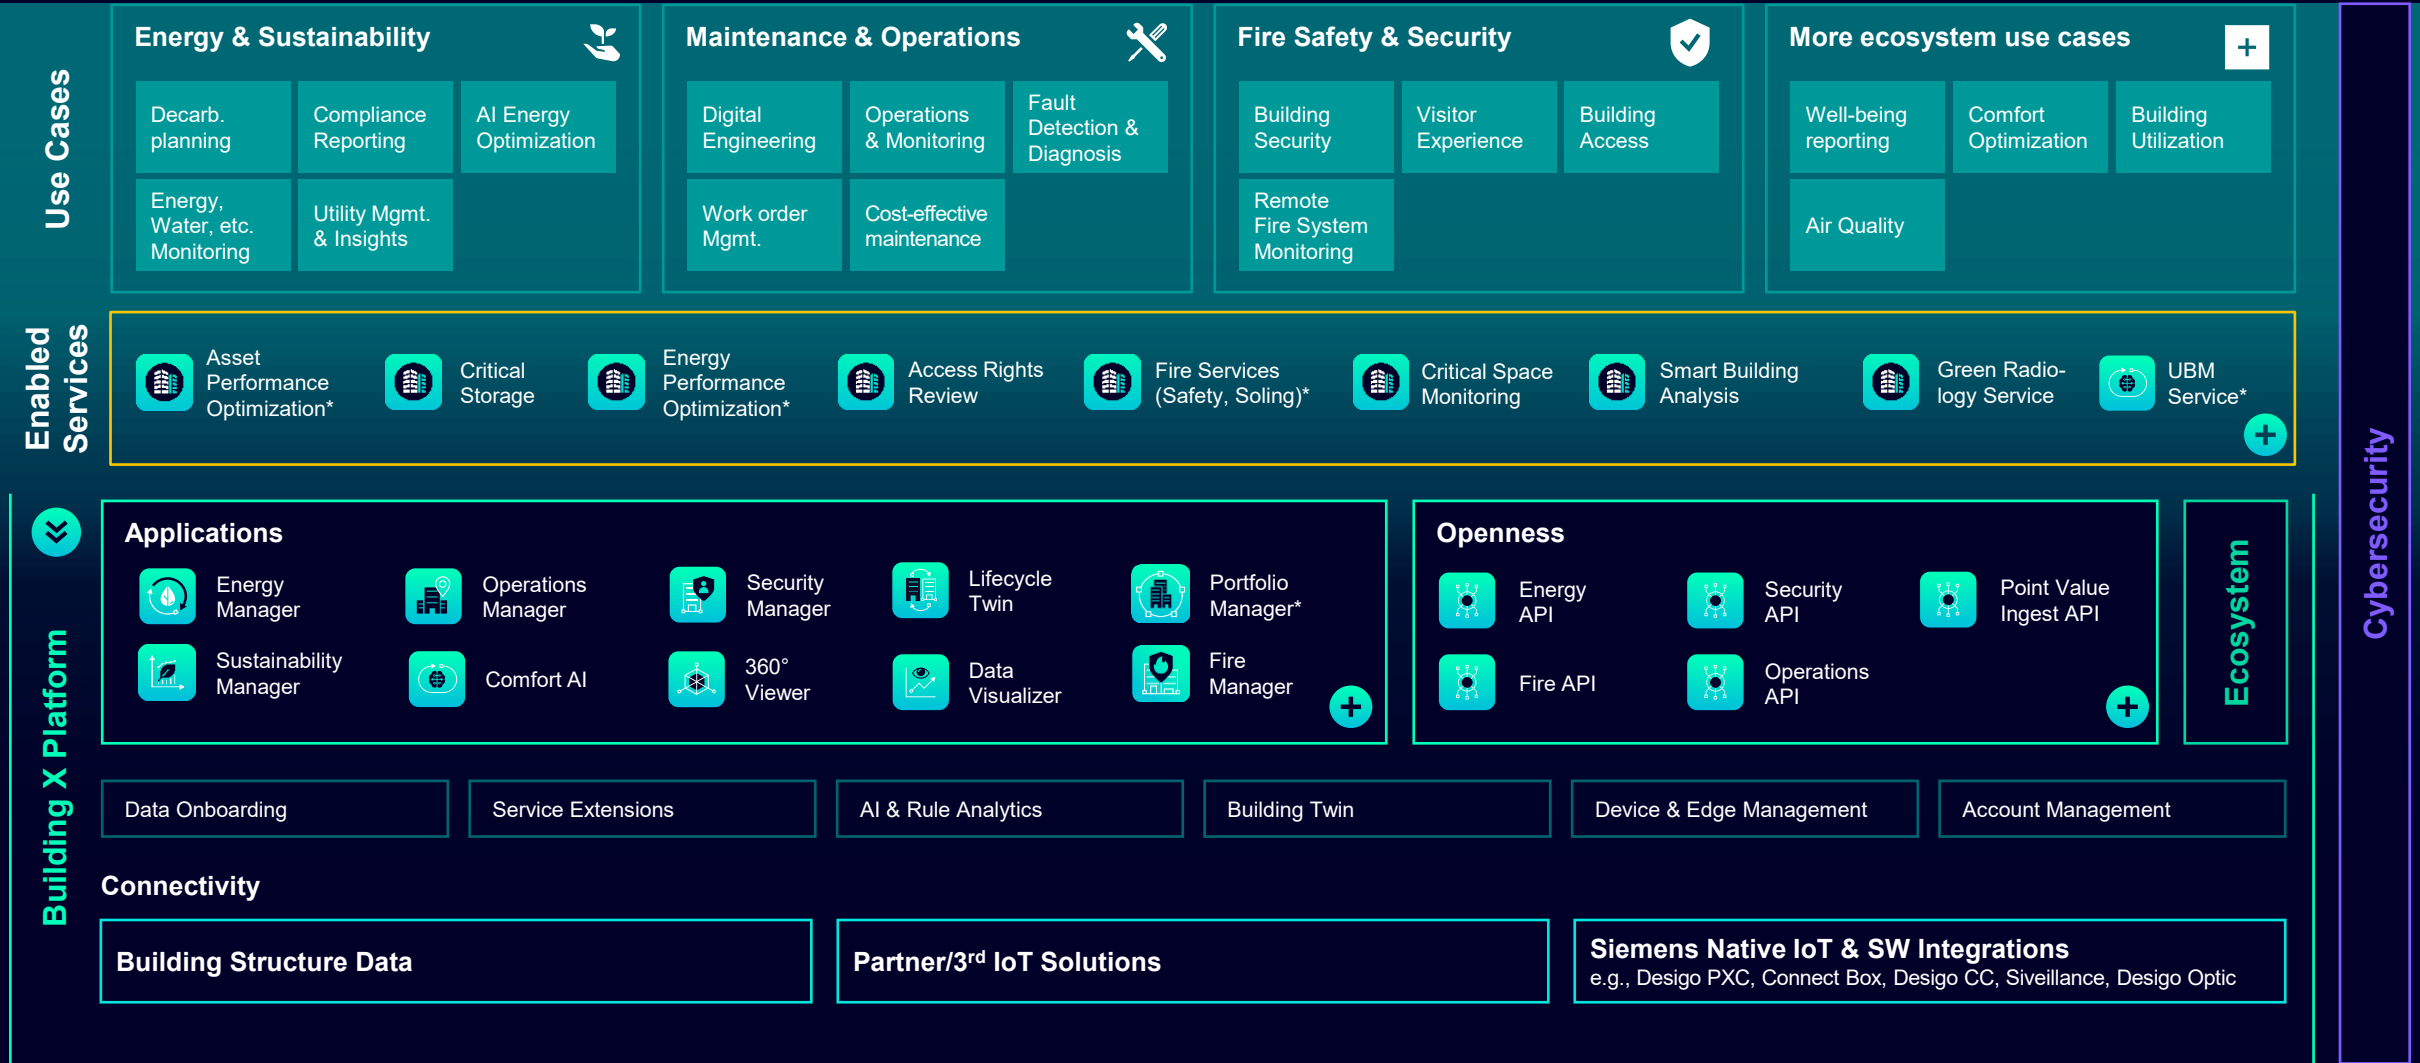 Use Cases
Energy & Sustainability
Decarb.
planning
Compliance
Reporting
AI Energy
Optimization
Energy,
Water, etc.
Monitoring
Utility Mgmt.
& Insights
Maintenance & Operations
Digital
Engineering
Operations
& Monitoring
Fault
Detection &
Diagnosis
Work order
Mgmt.
Cost-effective
maintenance
Fire Safety & Security
Building
Security
Visitor
Experience
Building
Access
Remote
Fire System
Monitoring
More ecosystem use cases
Well-being
reporting
Comfort
Optimization
Building
Utilization
Air Quality
Enabled
Services
Asset
Performance
Optimization*
Critical
Storage
Energy
Performance
Optimization*
Access Rights
Review
Fire Services
(Safety, Soling)*
Critical Space
Monitoring
Smart Building
Analysis
Green Radio-
logy Service
UBM
Service*
Building X Platform
Applications
Energy
Manager
Operations
Manager
Security
Manager
Lifecycle
Twin
Portfolio
Manager*
Sustainability
Manager
Comfort AI
360°
Viewer
Data
Visualizer
Fire
Manager
Openness
Energy
API
Security
API
Point Value
Ingest API
Fire API
Operations
API
Ecosystem
Data Onboarding
Service Extensions
AI & Rule Analytics
Building Twin
Device & Edge Management
Account Management
Connectivity
Building Structure Data
Partner/3rd IoT Solutions
Siemens Native IoT & SW Integrations
e.g., Desigo PXC, Connect Box, Desigo CC, Siveillance, Desigo Optic
Cybersecurity